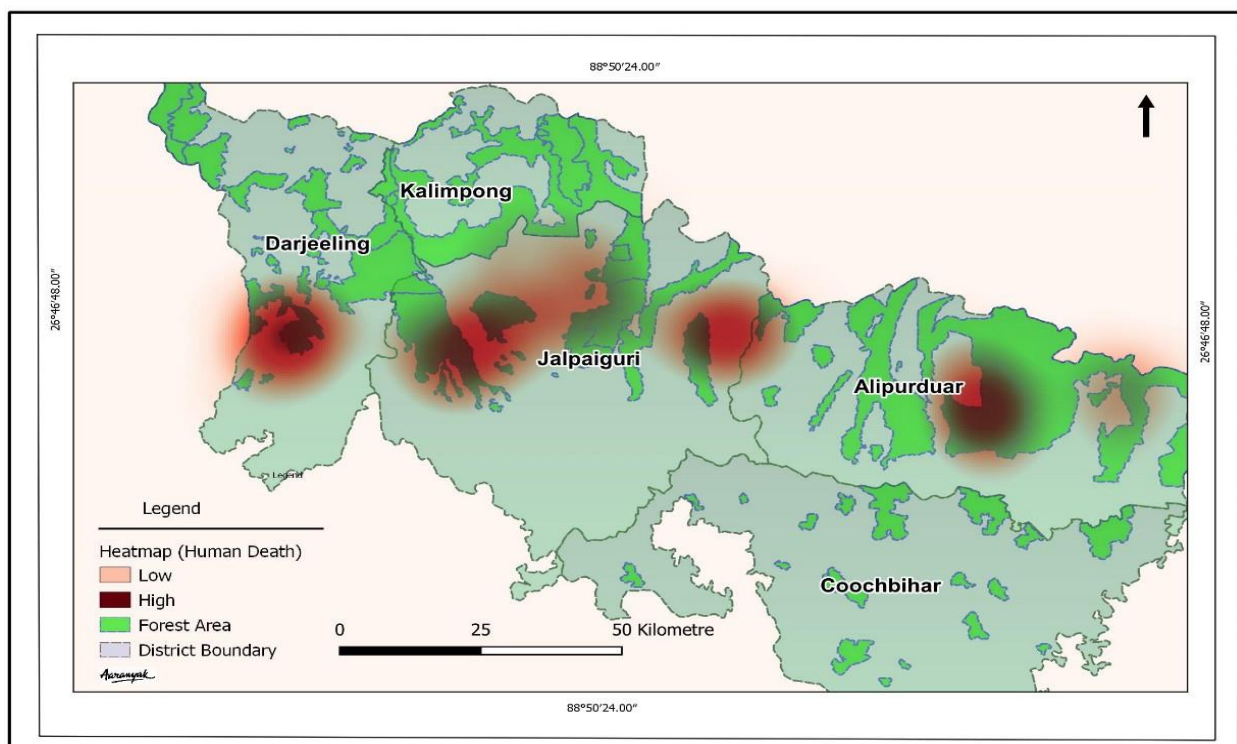 88°50'24.00"
Kalimpong
Darjeeling
26°46'48.00"
26°46'48.00"
Jalpaiguri
Alipurduar
Legend
Legend
Heatmap (Human Death)
Low
High
Forest Area
District Boundary
0 25 50 Kilometre
Coochbihar
Aaranyak
88°50'24.00"